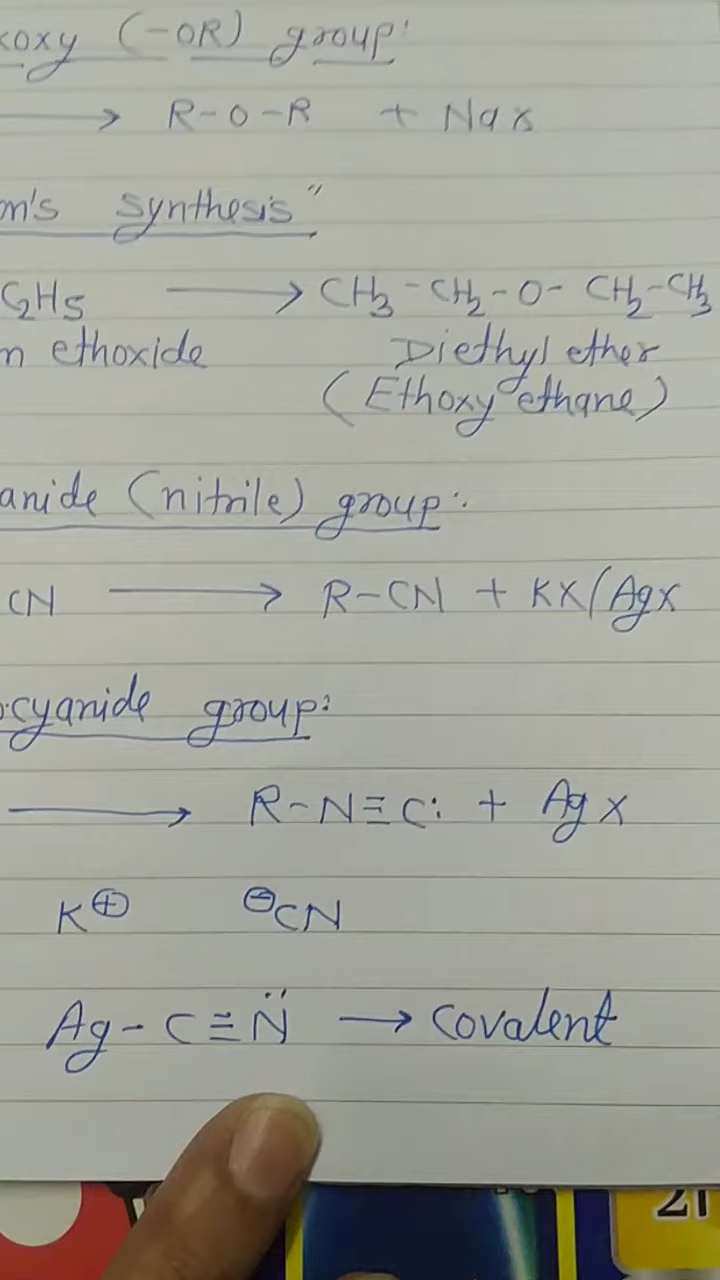 koxy (-OR) group:
⟶ R-O-R + Nax
m's synthesis"
C2H5 ⟶ CH3-CH2-O-CH2-CH3
n ethoxide Diethyl ether
(Ethoxy ethane)
anide (nitrile) group:
CN ⟶ R-CN + KX/Agx
ocyanide group:
⟶ R-N≡C: + Agx
K⊕ ⊖CN
Ag-C≡N̈ → covalent
21